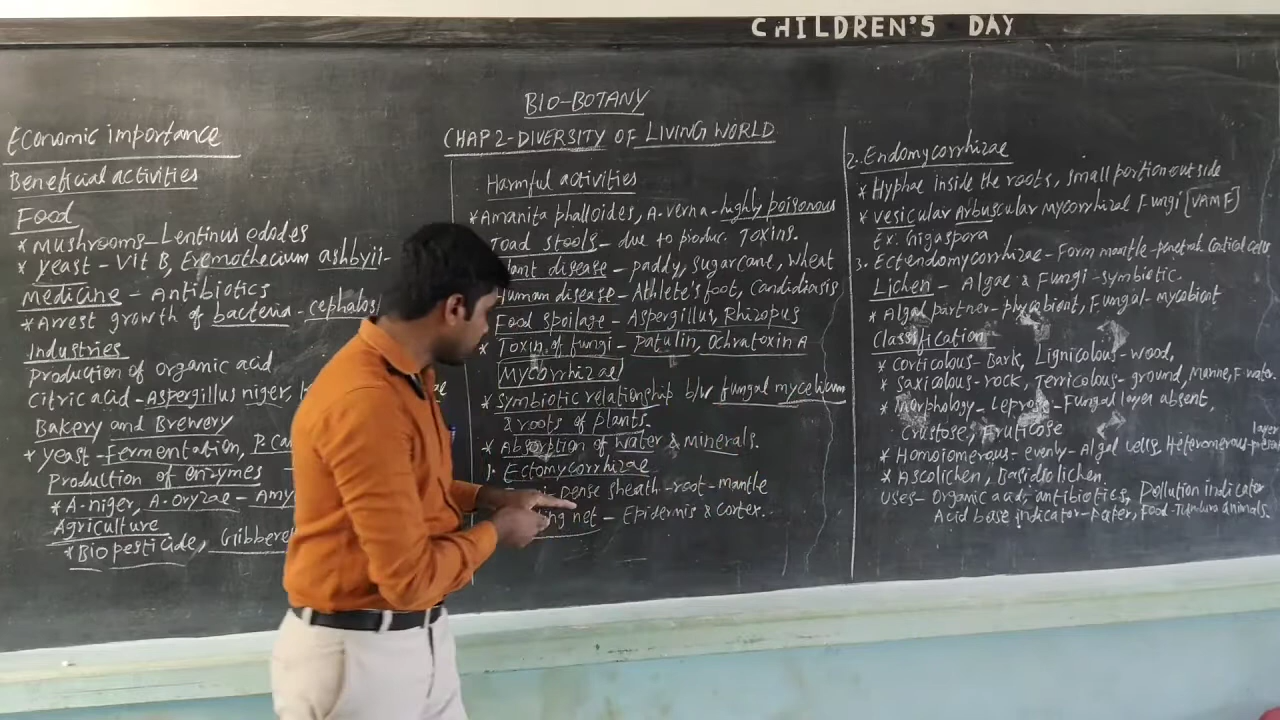 CHILDREN'S DAY
BIO-BOTANY
CHAP 2-DIVERSITY OF LIVING WORLD
Economic importance
Beneficial activities
Food
* Mushrooms-Lentinus edodes
* Yeast - Vit B, Eremothecium ashbyii-
Medicine - Antibiotics
* Arrest growth of bacteria - cephalos
Industries
Production of organic acid
Citric acid - Aspergillus niger,
Bakery and Brewery
* Yeast - Fermentation, P.ca
Production of enzymes
* A.niger, A.oryzae - Amy
Agriculture
* Biopesticide, Gibberel
Harmful activities
* Amanita phalloides, A.verna - highly poisonous
Toad stools - due to produc. Toxins.
lant disease - paddy, sugarcane, wheat
Human disease - Athlete's foot, Candidiasis
Food spoilage - Aspergillus, Rhizopus
* Toxin of fungi - patulin, Ochratoxin A
Mycorrhizae
* Symbiotic relationship b/w fungal mycelium
& roots of plants.
* Absorption of water & minerals.
1. Ectomycorrhizae
- Dense sheath - root - mantle
ing net - Epidermis & cortex.
2. Endomycorrhizae
* Hyphae inside the roots, small portion outside
* Vesicular Arbuscular mycorrhizal Fungi [VAMF]
Ex: Gigaspora
3. Ectendomycorrhizae - Form mantle - penetrate Cortical cells
Lichen - Algae & Fungi - symbiotic.
* Algal partner - phycobiont, Fungal - mycobiont
Classification
* Corticolous - Bark, Lignicolous - wood,
* Saxicolous - rock, Terricolous - ground, Marine, F.water
* Morphology - Leprose - Fungal layer absent,
Crustose, Fruticose
* Homoiomerous - evenly - Algal cells, Heteromerous - layer
* Ascolichen, Basidiolichen.
Uses - Organic acid, antibiotics, Pollution indicator
Acid base indicator - paper, Food - Tundura animals.